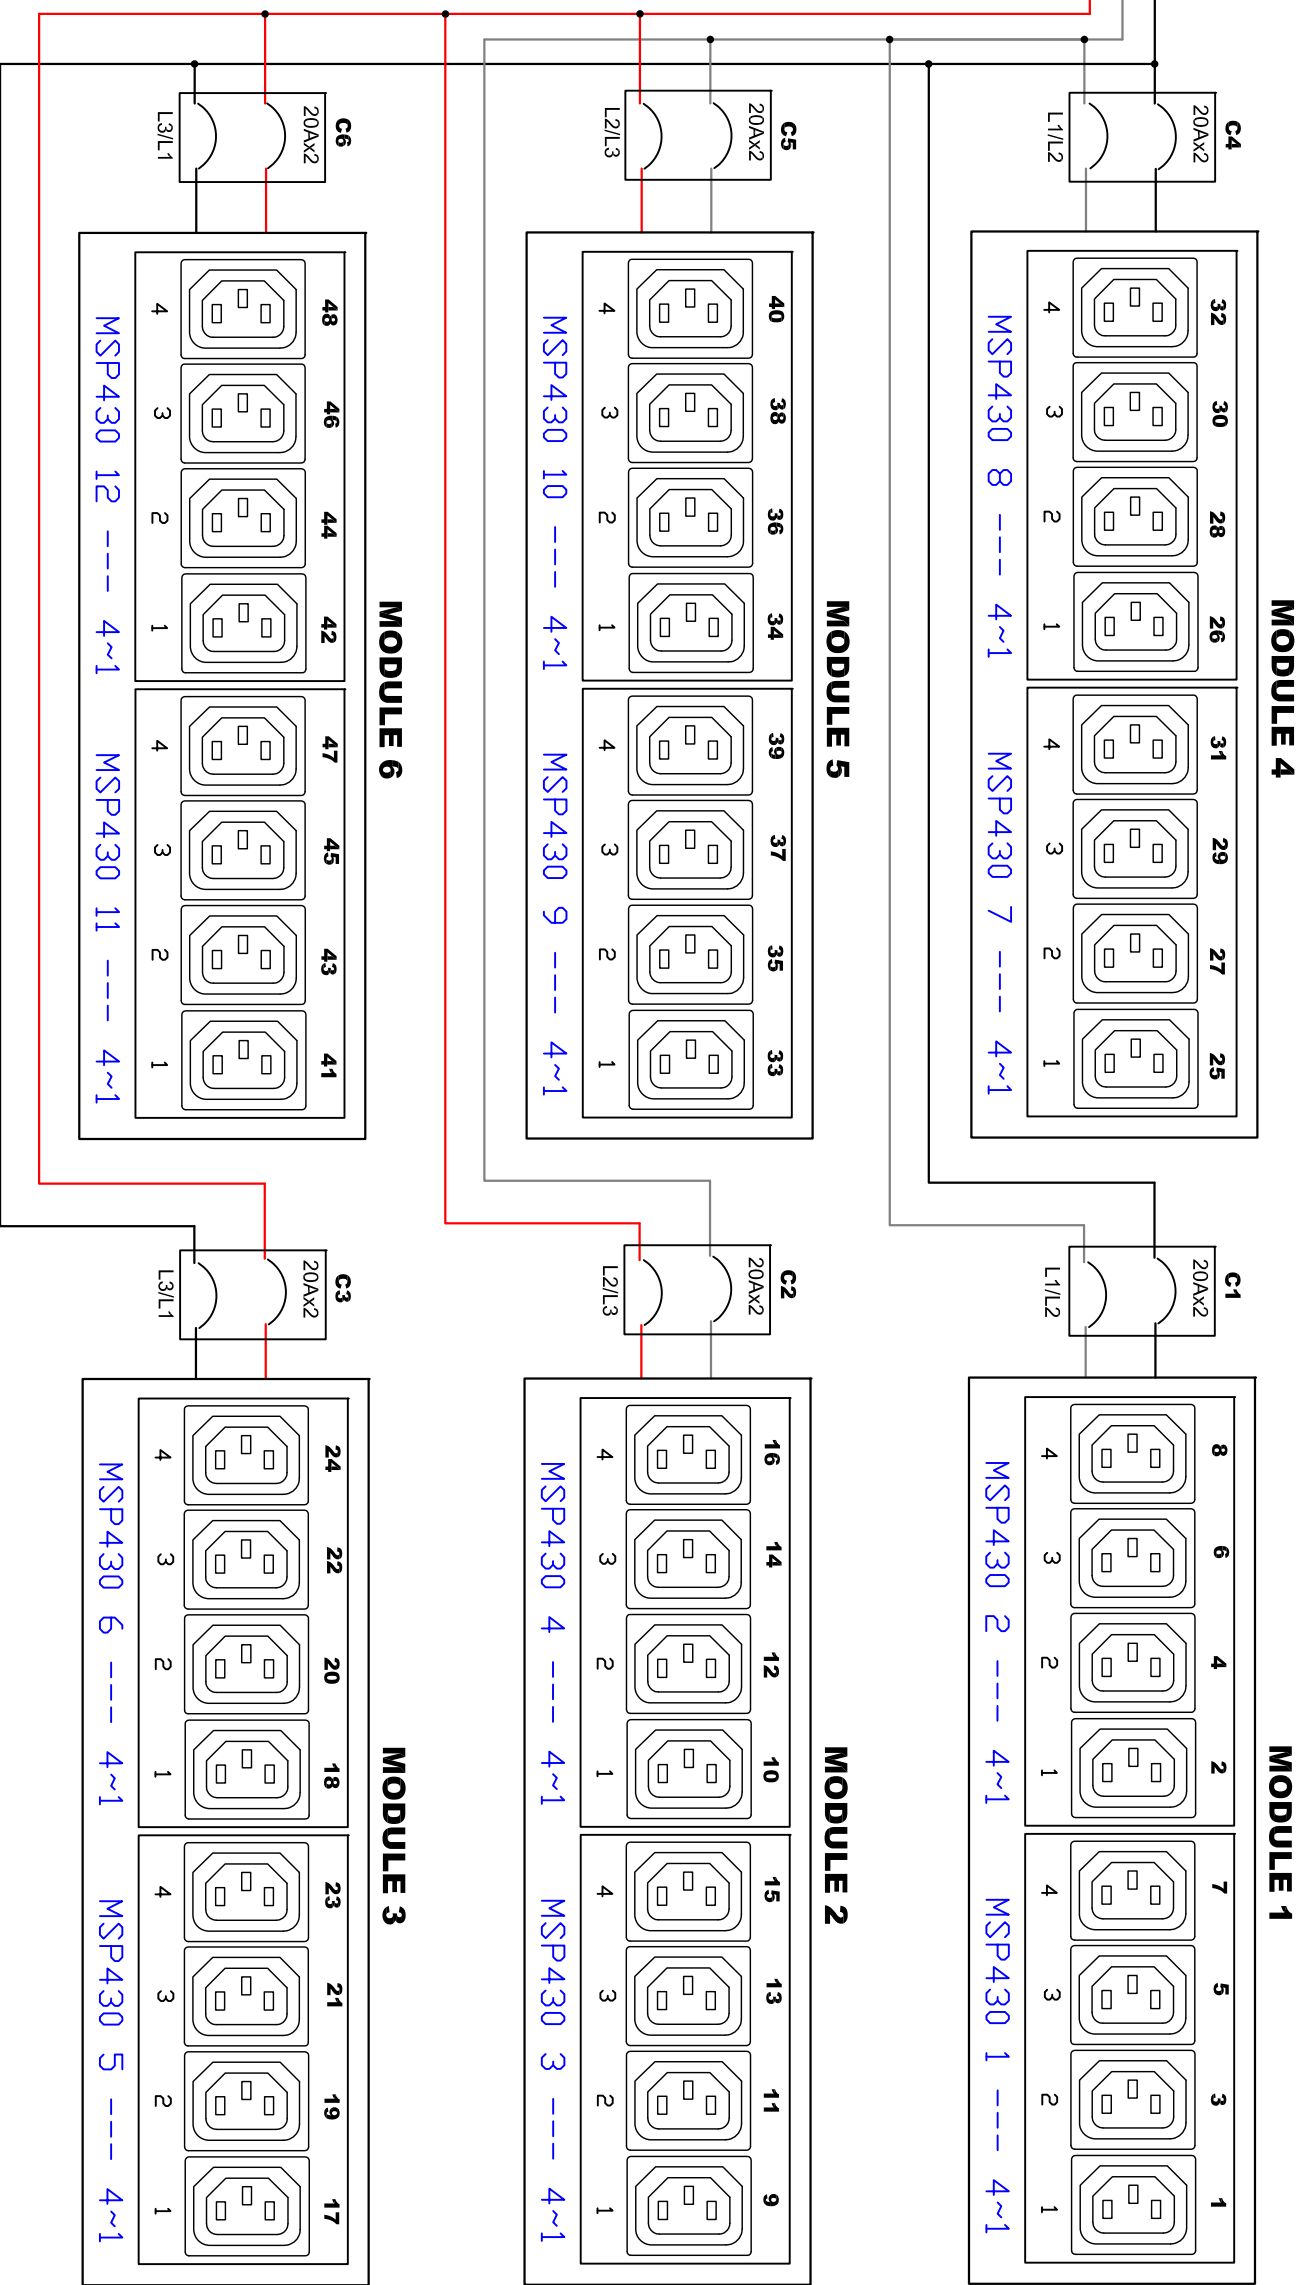 MODULE 4
C4
20Ax2
L1/L2
32 30 28 26 31 29 27 25
4 3 2 1 4 3 2 1
MSP430 8 --- 4~1 MSP430 7 --- 4~1
MODULE 1
C1
20Ax2
L1/L2
8 6 4 2 7 5 3 1
4 3 2 1 4 3 2 1
MSP430 2 --- 4~1 MSP430 1 --- 4~1
MODULE 5
C5
20Ax2
L2/L3
40 38 36 34 39 37 35 33
4 3 2 1 4 3 2 1
MSP430 10 --- 4~1 MSP430 9 --- 4~1
MODULE 2
C2
20Ax2
L2/L3
16 14 12 10 15 13 11 9
4 3 2 1 4 3 2 1
MSP430 4 --- 4~1 MSP430 3 --- 4~1
MODULE 6
C6
20Ax2
L3/L1
48 46 44 42 47 45 43 41
4 3 2 1 4 3 2 1
MSP430 12 --- 4~1 MSP430 11 --- 4~1
MODULE 3
C3
20Ax2
L3/L1
24 22 20 18 23 21 19 17
4 3 2 1 4 3 2 1
MSP430 6 --- 4~1 MSP430 5 --- 4~1